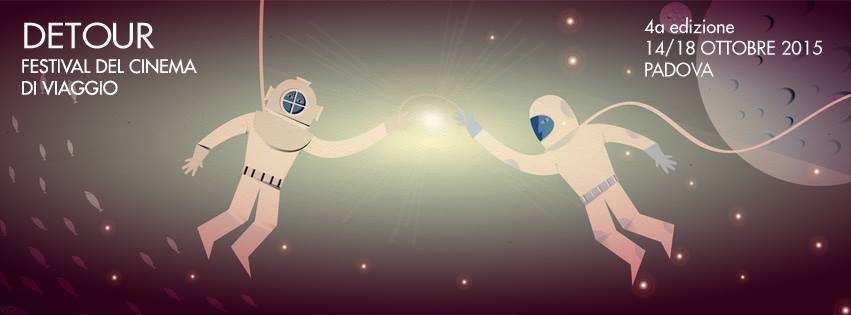 DETOUR
FESTIVAL DEL CINEMA
DI VIAGGIO
4a edizione
14/18 OTTOBRE 2015
PADOVA